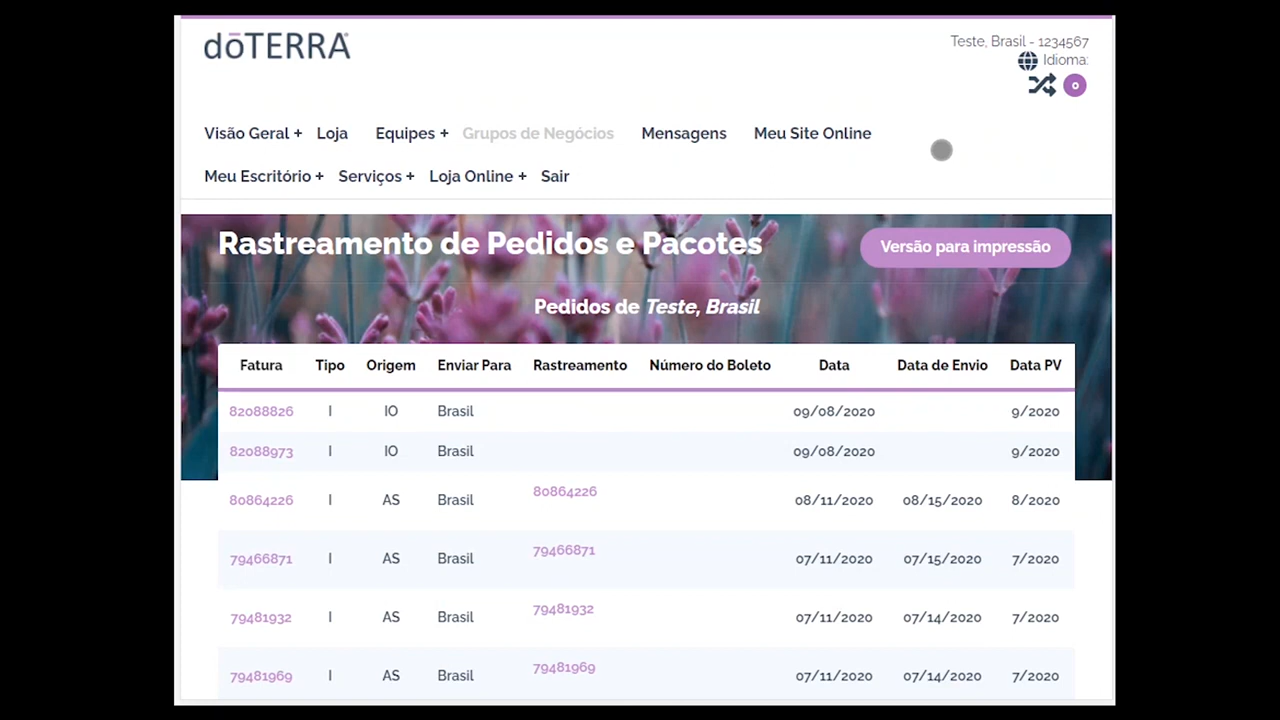 dōTERRA
Teste, Brasil - 1234567
Idioma:
0
Visão Geral + Loja Equipes + Grupos de Negócios Mensagens Meu Site Online
Meu Escritório + Serviços + Loja Online + Sair
Rastreamento de Pedidos e Pacotes
Versão para impressão
Pedidos de Teste, Brasil
Fatura Tipo Origem Enviar Para Rastreamento Número do Boleto Data Data de Envio Data PV
82088826 I IO Brasil 09/08/2020 9/2020
82088973 I IO Brasil 09/08/2020 9/2020
80864226 I AS Brasil 80864226 08/11/2020 08/15/2020 8/2020
79466871 I AS Brasil 79466871 07/11/2020 07/15/2020 7/2020
79481932 I AS Brasil 79481932 07/11/2020 07/14/2020 7/2020
79481969 I AS Brasil 79481969 07/11/2020 07/14/2020 7/2020